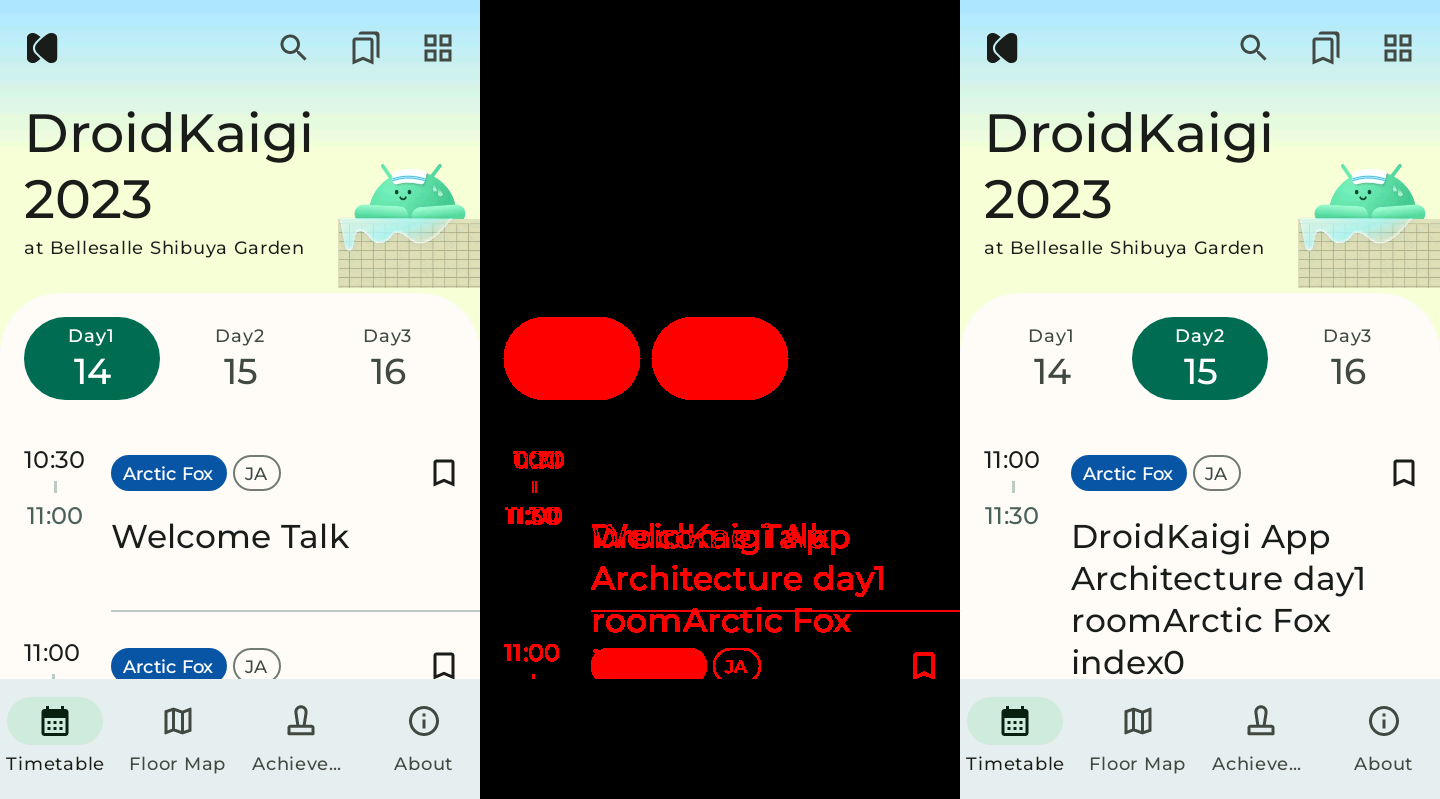 DroidKaigi
2023
at Bellesalle Shibuya Garden
Day1 Day2 Day3
14 15 16
10:30
Arctic Fox JA
11:00
Welcome Talk
11:00
Arctic Fox JA
Timetable Floor Map Achieve... About
Architecture day1
roomArctic Fox
11:00
JA
DroidKaigi
2023
at Bellesalle Shibuya Garden
Day1 Day2 Day3
14 15 16
11:00
Arctic Fox JA
11:30
DroidKaigi App
Architecture day1
roomArctic Fox
index0
Timetable Floor Map Achieve... About